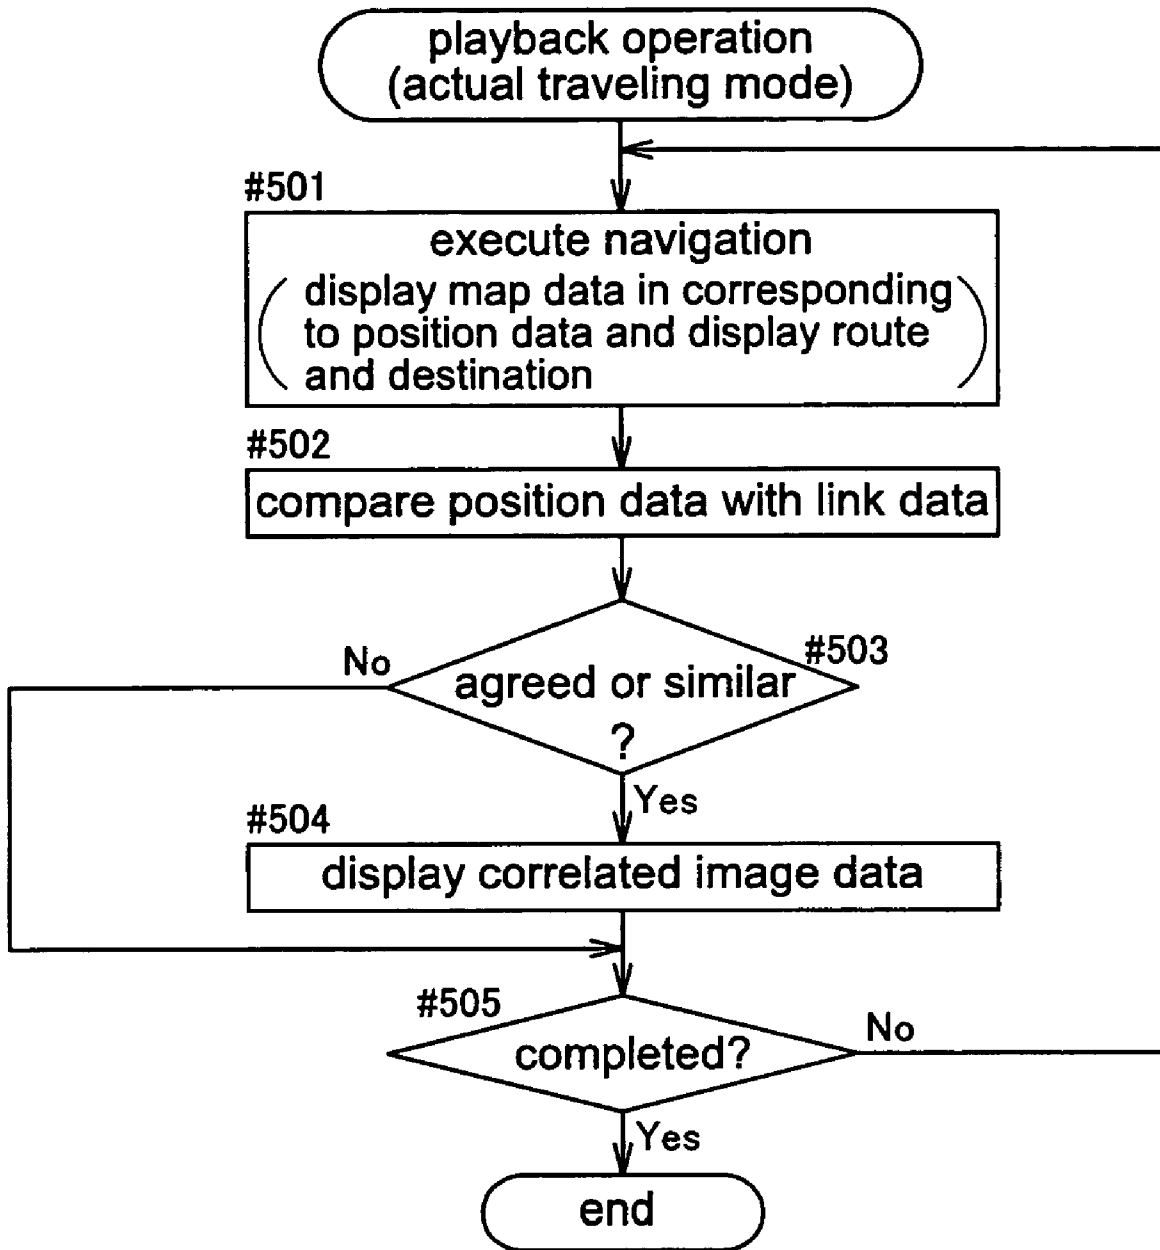 playback operation
(actual traveling mode)
#501
execute navigation
(display map data in corresponding
to position data and display route
and destination)
#502
compare position data with link data
#503
No
agreed or similar
?
Yes
#504
display correlated image data
#505
No
completed?
Yes
end